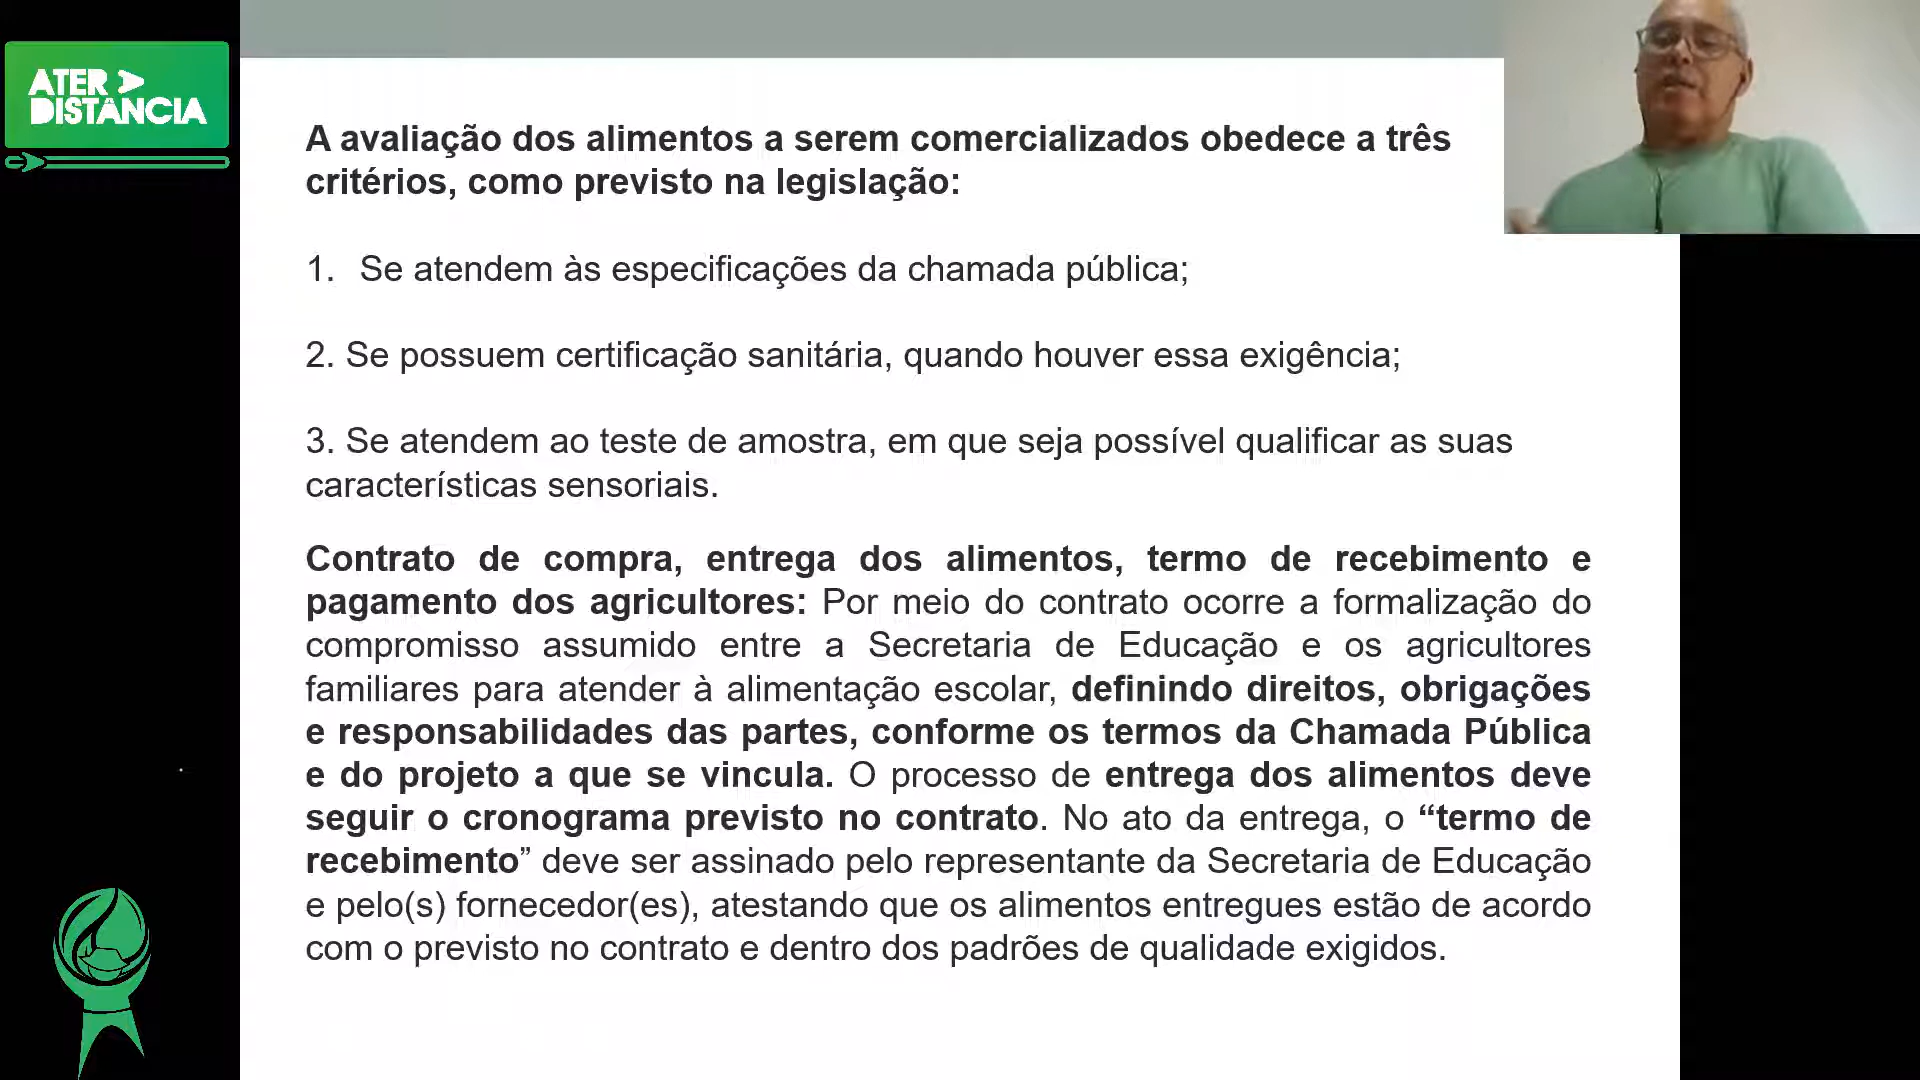 ATER
DISTÂNCIA
A avaliação dos alimentos a serem comercializados obedece a três
critérios, como previsto na legislação:
1. Se atendem às especificações da chamada pública;
2. Se possuem certificação sanitária, quando houver essa exigência;
3. Se atendem ao teste de amostra, em que seja possível qualificar as suas
características sensoriais.
Contrato de compra, entrega dos alimentos, termo de recebimento e
pagamento dos agricultores: Por meio do contrato ocorre a formalização do
compromisso assumido entre a Secretaria de Educação e os agricultores
familiares para atender à alimentação escolar, definindo direitos, obrigações
e responsabilidades das partes, conforme os termos da Chamada Pública
e do projeto a que se vincula. O processo de entrega dos alimentos deve
seguir o cronograma previsto no contrato. No ato da entrega, o “termo de
recebimento” deve ser assinado pelo representante da Secretaria de Educação
e pelo(s) fornecedor(es), atestando que os alimentos entregues estão de acordo
com o previsto no contrato e dentro dos padrões de qualidade exigidos.